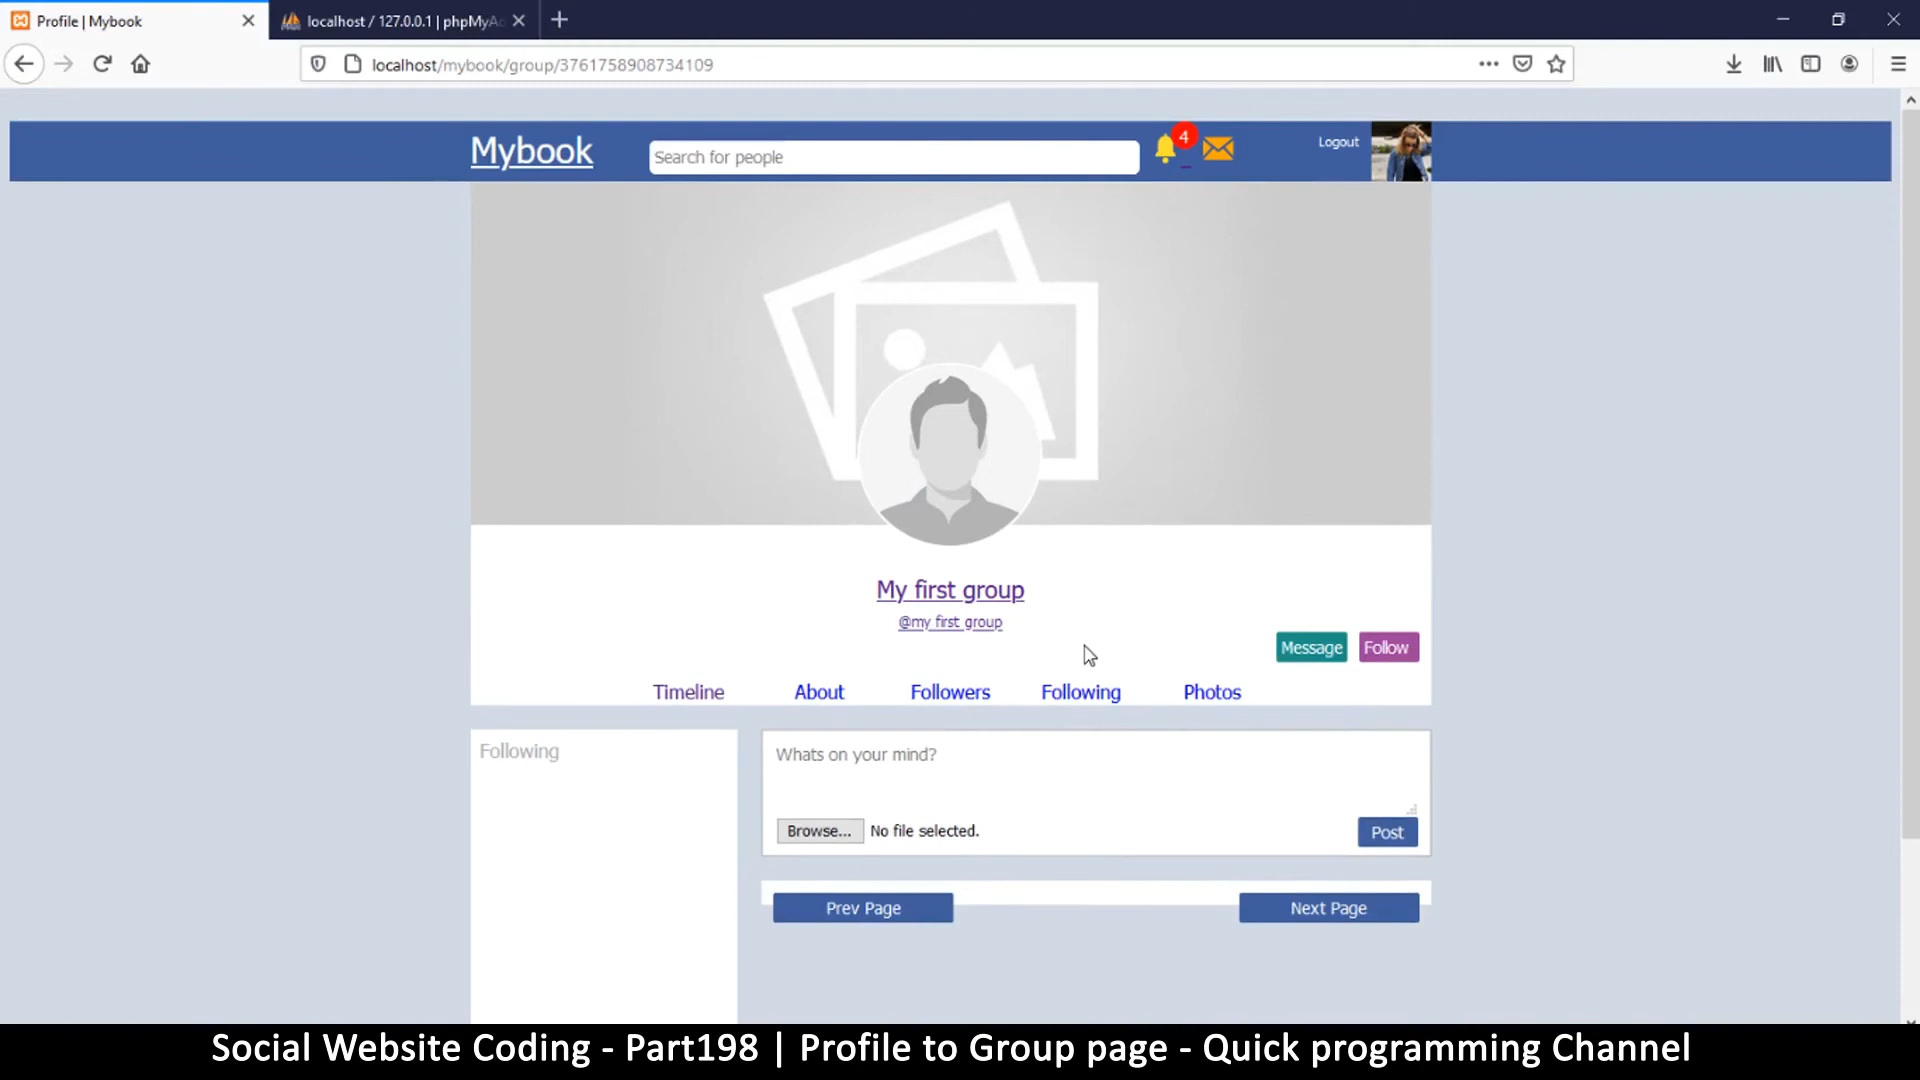 Profile | Mybook
localhost / 127.0.0.1 | phpMyAd
localhost/mybook/group/3761758908734109
Mybook
Search for people
4
Logout
My first group
@my first group
Message
Follow
Timeline
About
Followers
Following
Photos
Following
Whats on your mind?
Browse...
No file selected.
Post
Prev Page
Next Page
Social Website Coding - Part198 | Profile to Group page - Quick programming Channel